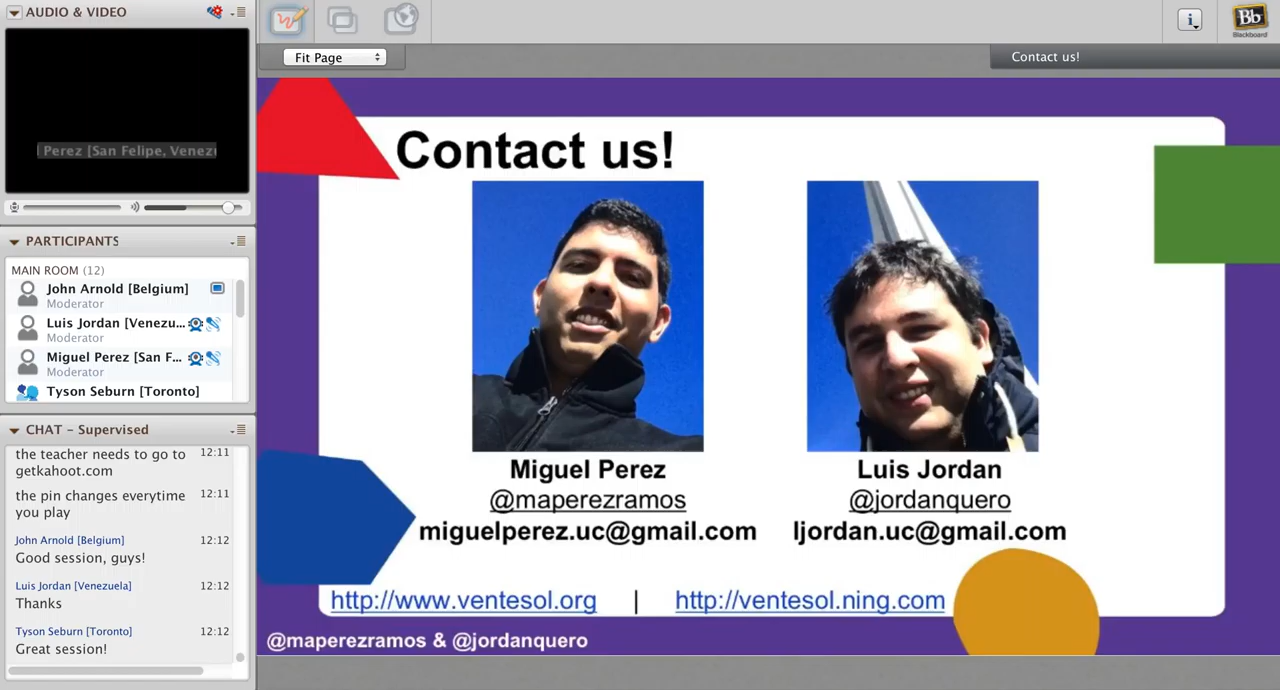 AUDIO & VIDEO
Perez [San Felipe, Venezu
PARTICIPANTS
MAIN ROOM (12)
John Arnold [Belgium]
Moderator
Luis Jordan [Venezu...
Moderator
Miguel Perez [San F...
Moderator
Tyson Seburn [Toronto]
CHAT – Supervised
the teacher needs to go to 12:11
getkahoot.com
the pin changes everytime 12:11
you play
John Arnold [Belgium] 12:12
Good session, guys!
Luis Jordan [Venezuela] 12:12
Thanks
Tyson Seburn [Toronto] 12:12
Great session!
Fit Page
Contact us!
i
Bb
Blackboard
Contact us!
Miguel Perez
@maperezramos
miguelperez.uc@gmail.com
Luis Jordan
@jordanquero
ljordan.uc@gmail.com
http://www.ventesol.org | http://ventesol.ning.com
@maperezramos & @jordanquero